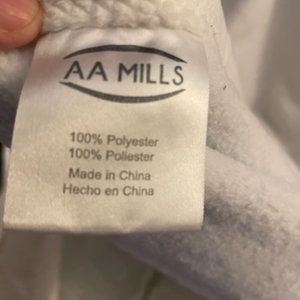 AA MILLS
100% Polyester
100% Poliester
Made in China
Hecho en China